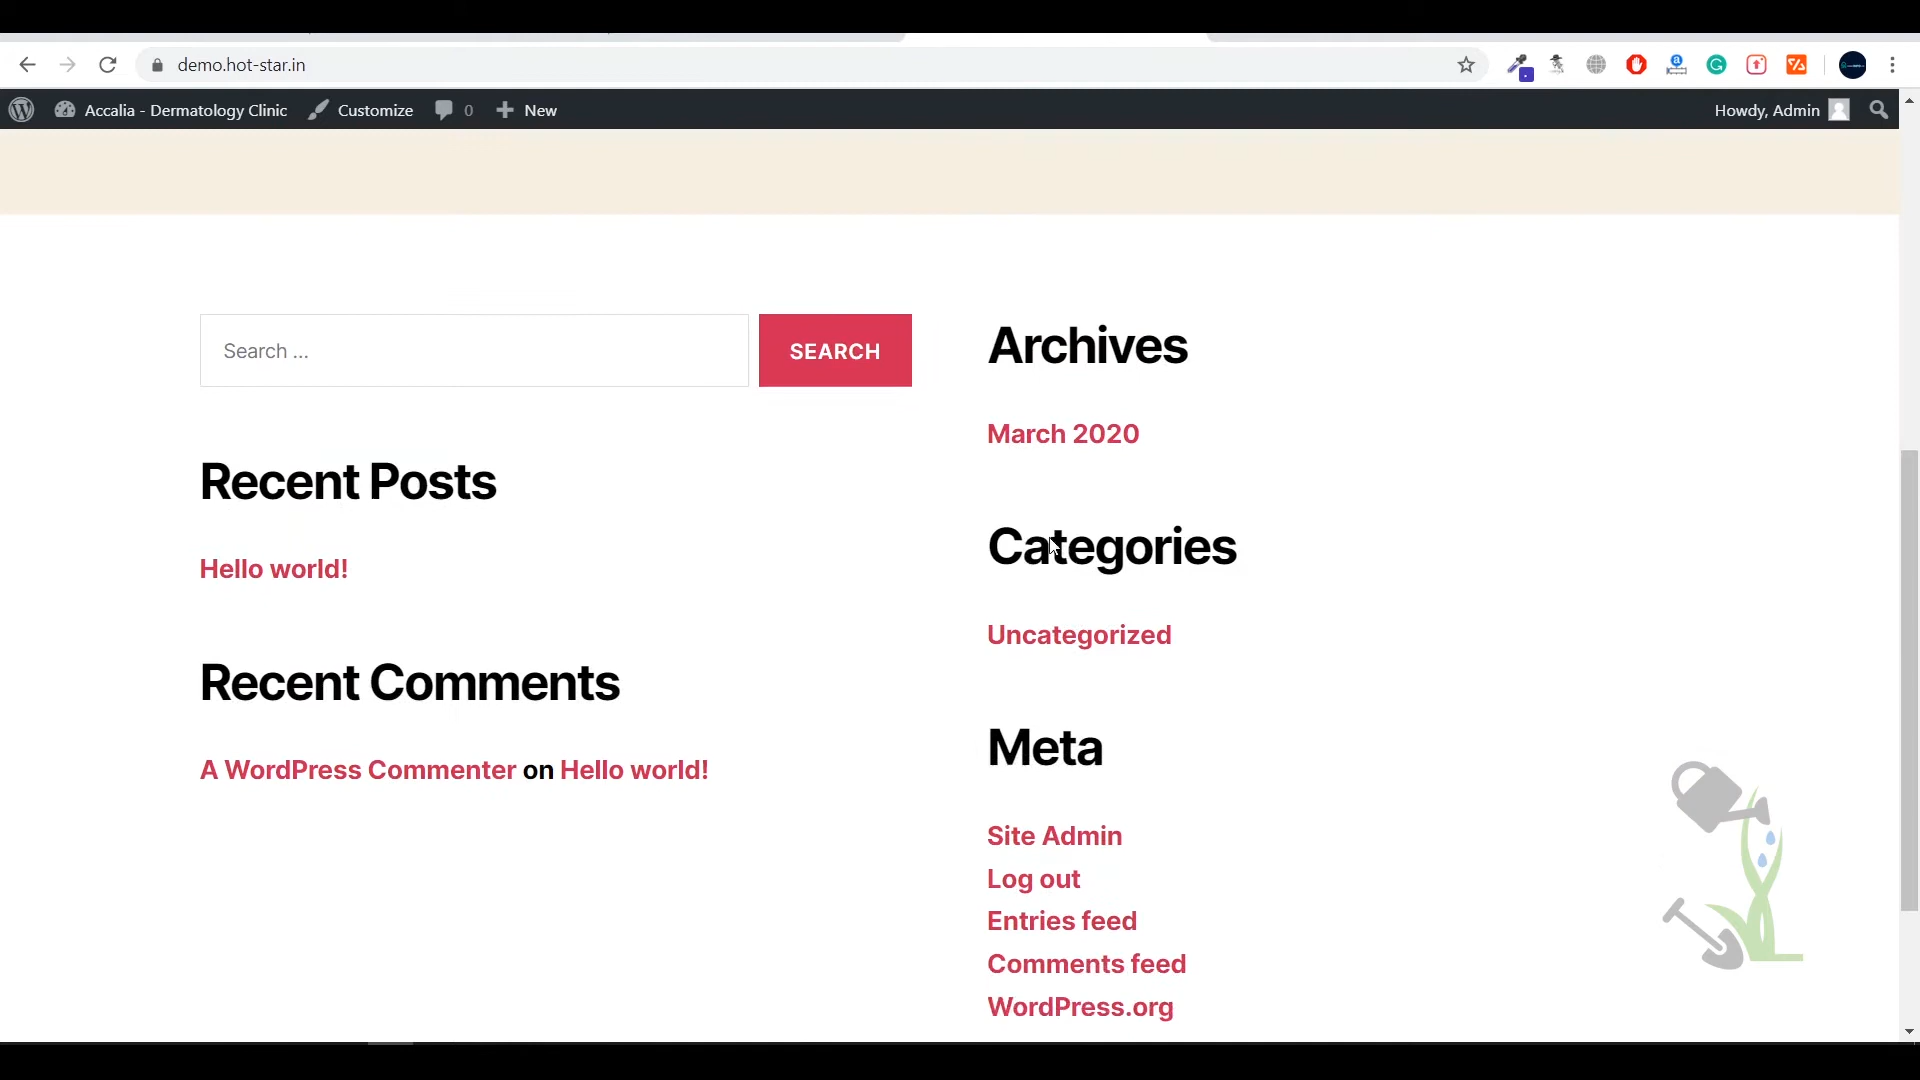 demo.hot-star.in
Accalia - Dermatology Clinic
Customize
0
New
Howdy, Admin
Search ...
SEARCH
Recent Posts
Hello world!
Recent Comments
A WordPress Commenter on Hello world!
Archives
March 2020
Categories
Uncategorized
Meta
Site Admin
Log out
Entries feed
Comments feed
WordPress.org